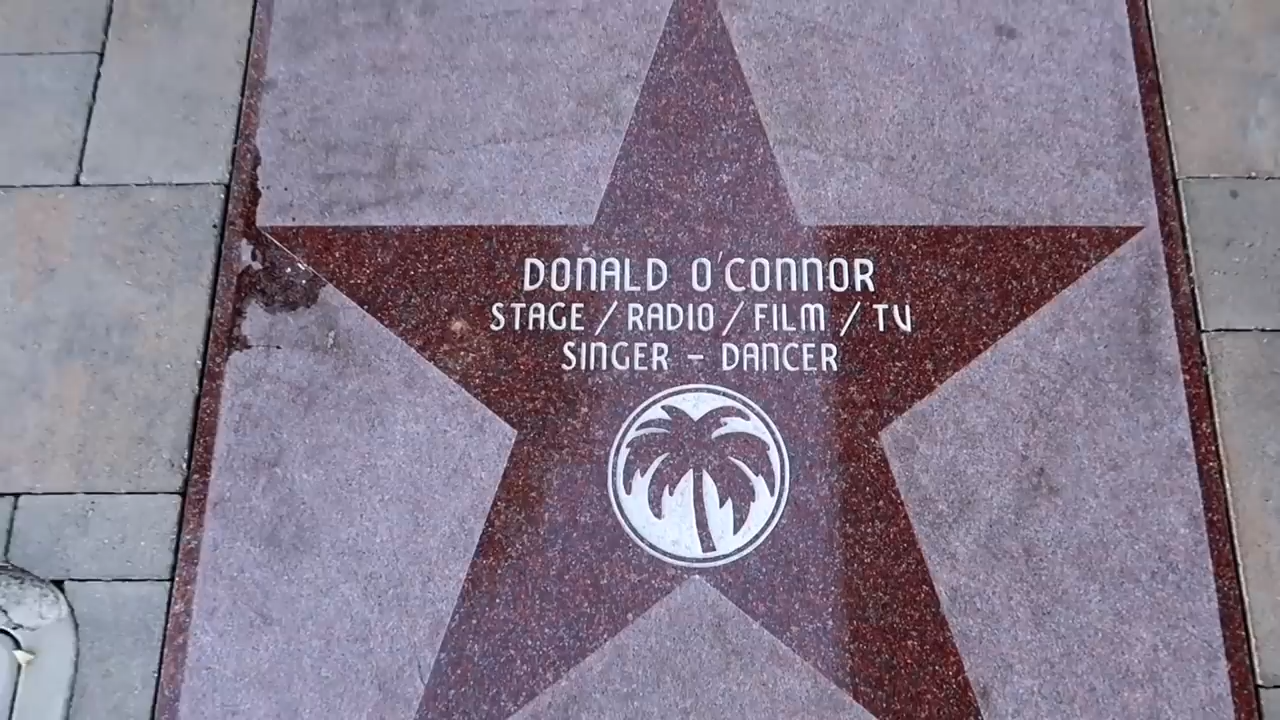 DONALD O'CONNOR
STAGE / RADIO / FILM / TV
SINGER – DANCER